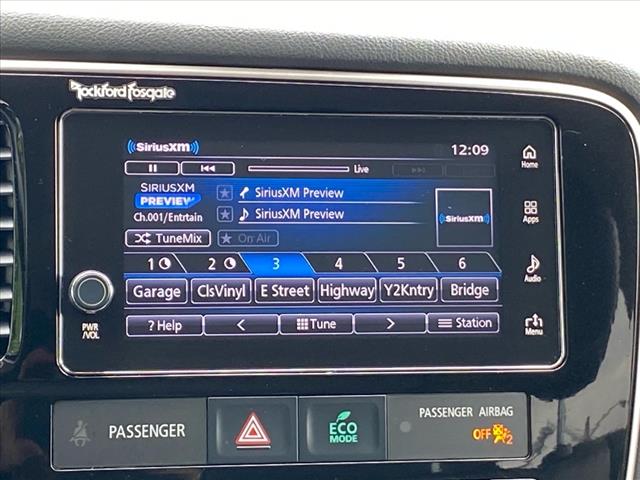 Rockford Fosgate
SiriusXM 12:09
Live
SIRIUSXM SiriusXM Preview
PREVIEW SiriusXM Preview
Ch.001/Entrtain SiriusXM
TuneMix On Air
1 2 3 4 5 6
Garage ClsVinyl E Street Highway Y2Kntry Bridge
? Help < Tune > Station
Home
Apps
Audio
Menu
PWR
/VOL
PASSENGER
ECO
MODE
PASSENGER AIRBAG
OFF 2